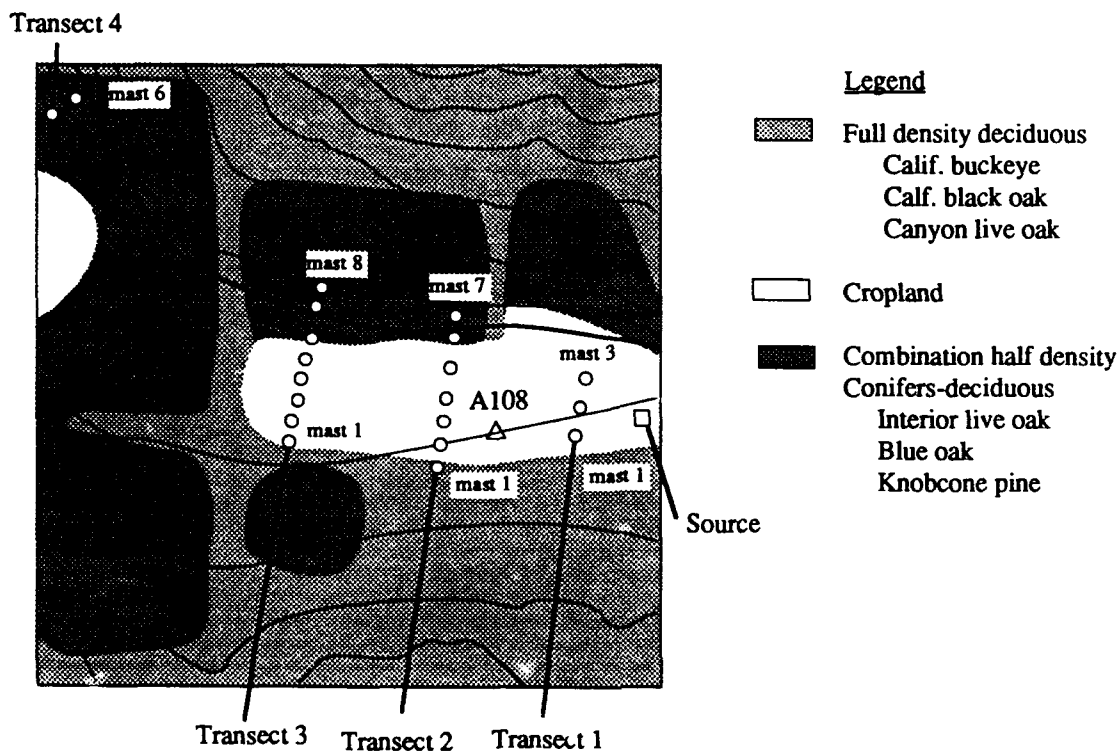 Transect 4
mast 6
mast 8
mast 7
mast 3
A108
mast 1
mast 1
mast 1
Source
Transect 3
Transect 2
Transect 1
Legend
Full density deciduous
Calif. buckeye
Calf. black oak
Canyon live oak
Cropland
Combination half density
Conifers-deciduous
Interior live oak
Blue oak
Knobcone pine